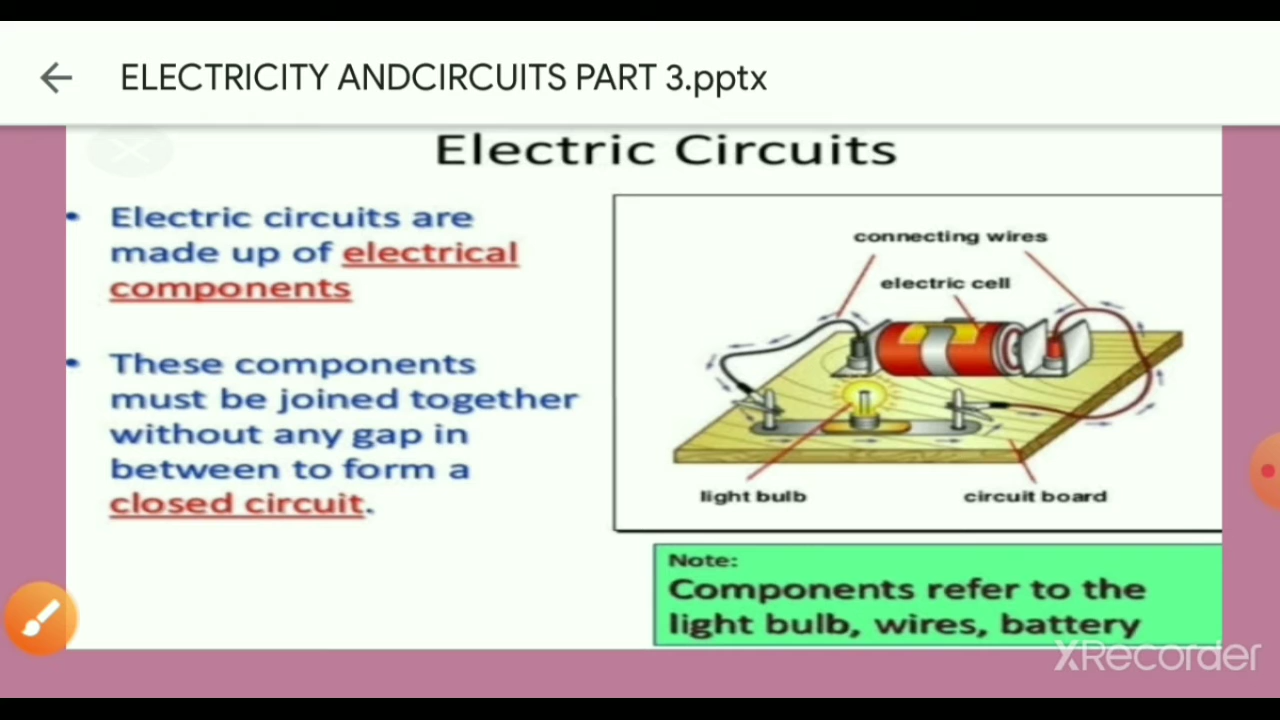 ELECTRICITY ANDCIRCUITS PART 3.pptx
Electric Circuits
• Electric circuits are
made up of electrical
components
• These components
must be joined together
without any gap in
between to form a
closed circuit.
connecting wires
electric cell
light bulb
circuit board
Note:
Components refer to the
light bulb, wires, battery
XRecorder